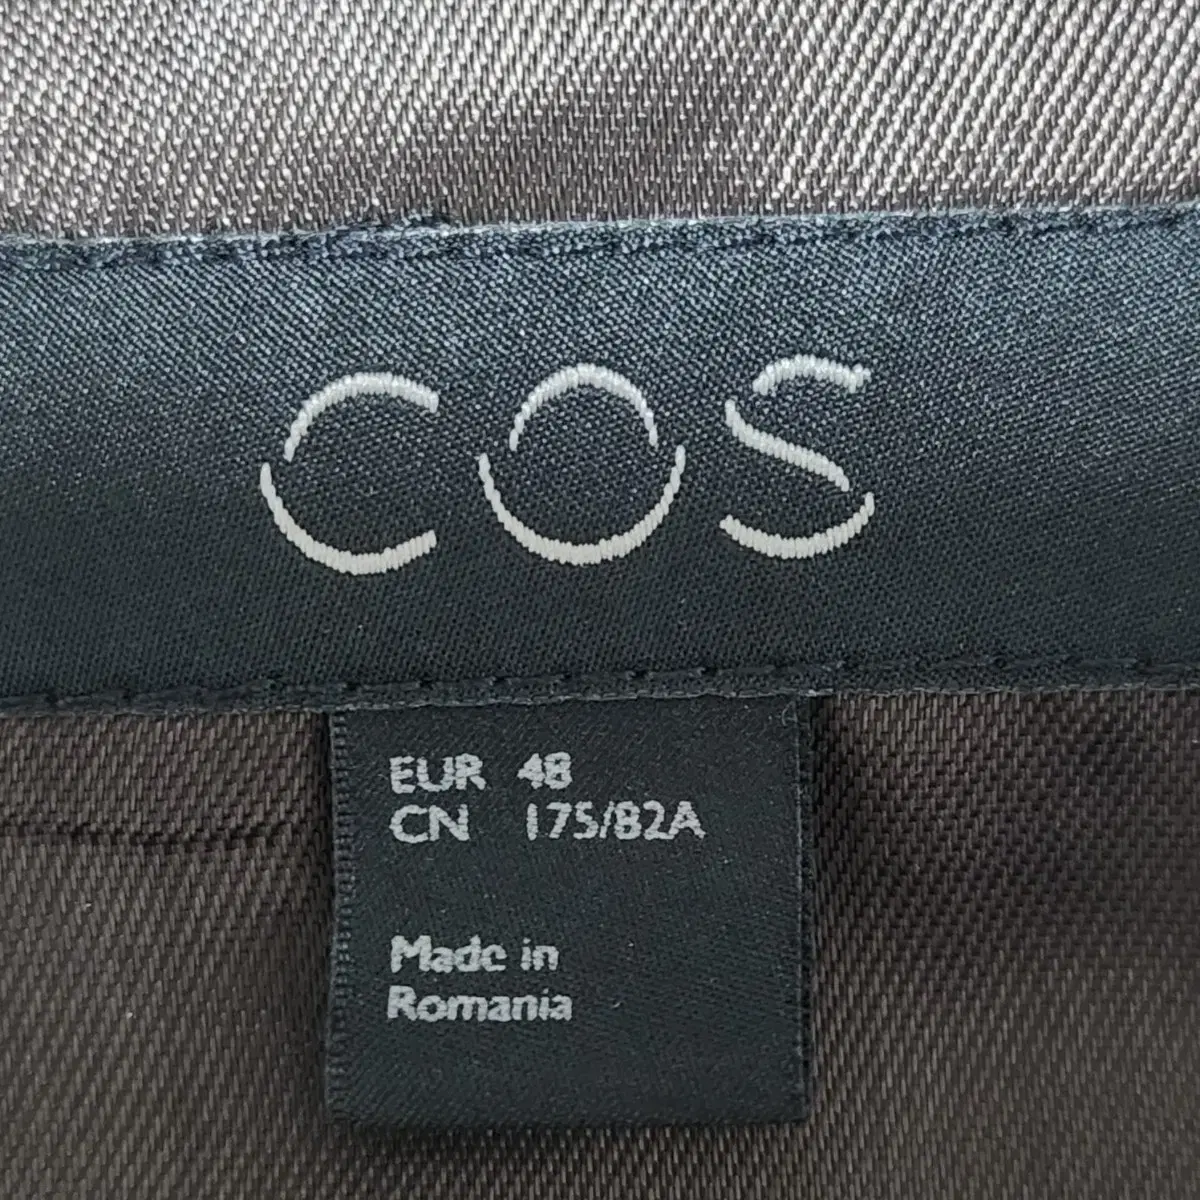 COS
EUR 48
CN 175/82A
Made in
Romania